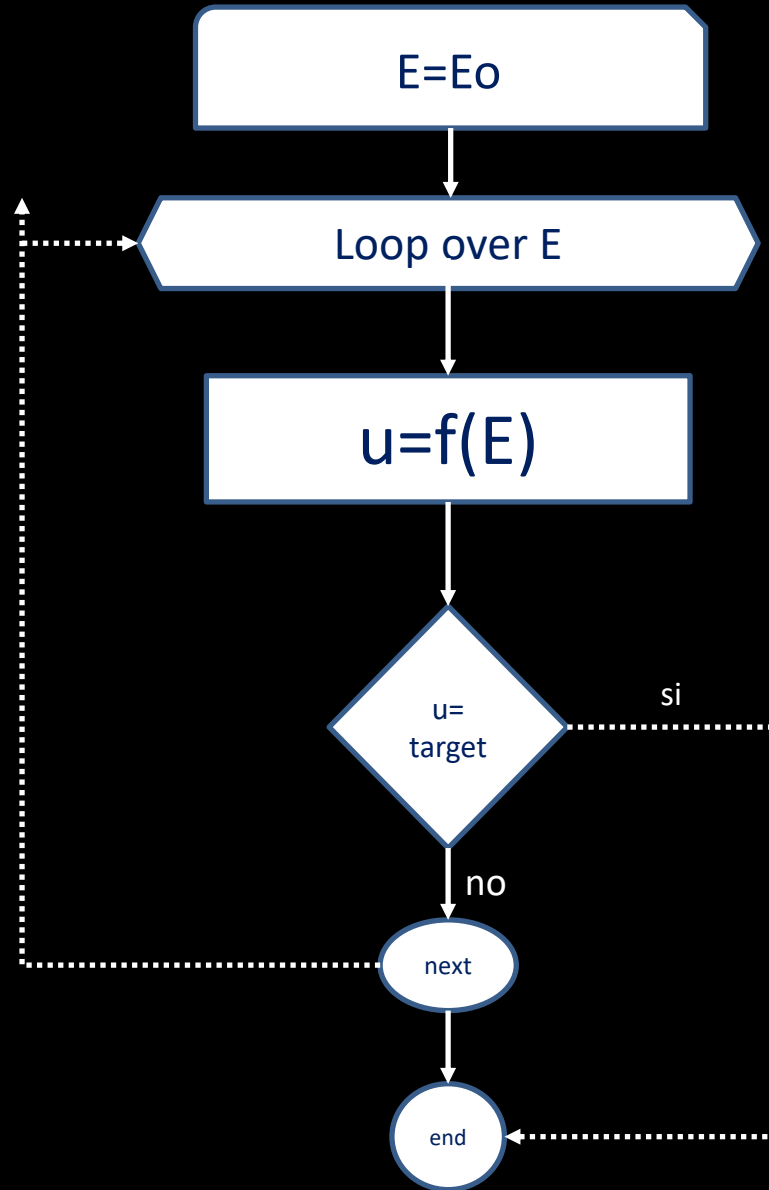 E=Eo
Loop over E
u=f(E)
u=
target
si
no
next
end